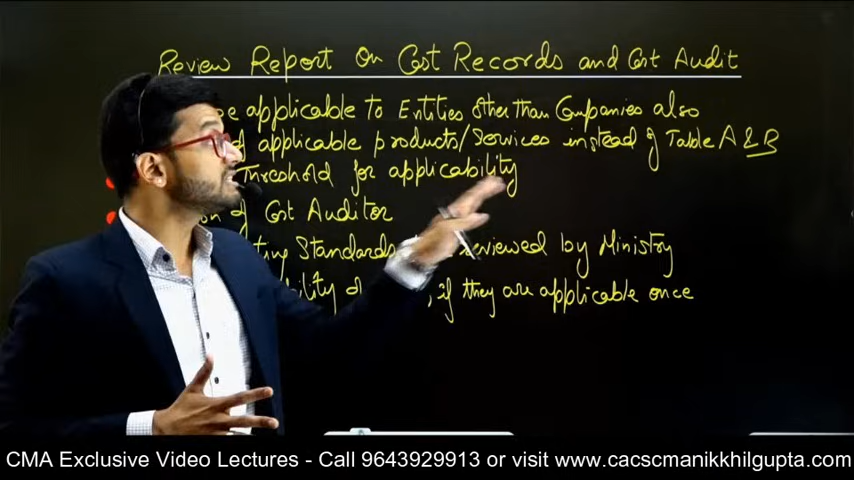 Review Report On Cost Records and Cost Audit
applicable to Entities other than Companies also
applicable products/Services instead of Table A & B
Threshold for applicability
of Cost Auditor
Standards reviewed by Ministry
, if they are applicable once
CMA Exclusive Video Lectures - Call 9643929913 or visit www.cacscmanikkhilgupta.com